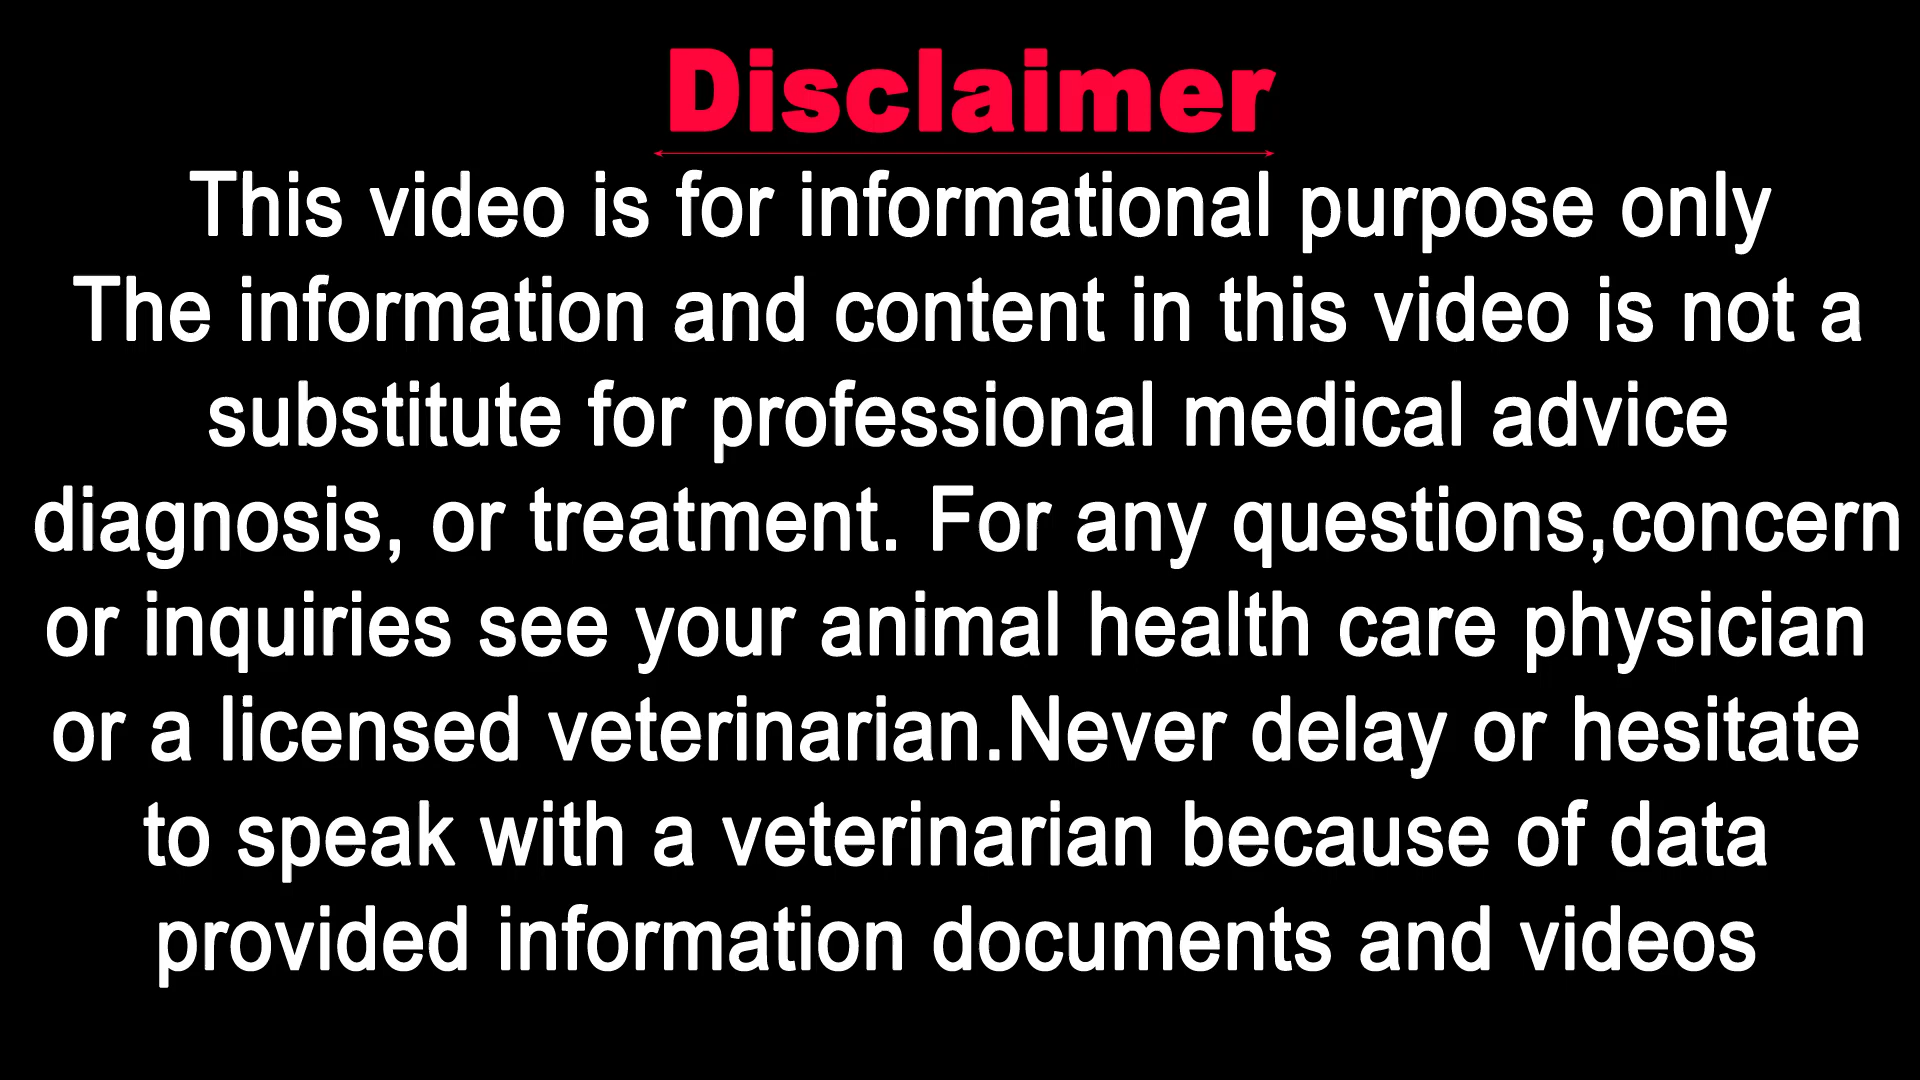 Disclaimer
This video is for informational purpose only
The information and content in this video is not a
substitute for professional medical advice
diagnosis, or treatment. For any questions,concern
or inquiries see your animal health care physician
or a licensed veterinarian.Never delay or hesitate
to speak with a veterinarian because of data
provided information documents and videos